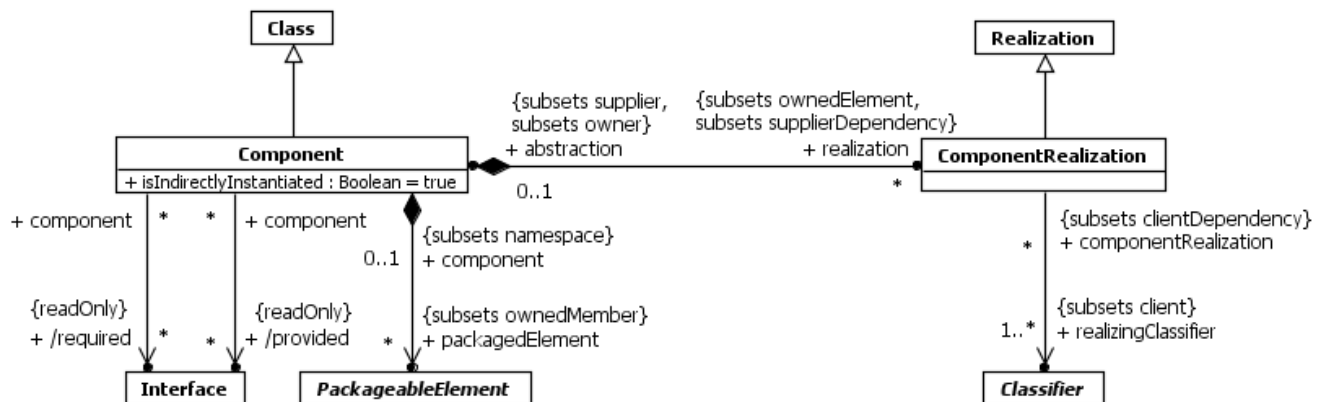 Class
Realization
{subsets supplier,
subsets owner}
+ abstraction
{subsets ownedElement,
subsets supplierDependency}
+ realization
Component
+ isIndirectlyInstantiated : Boolean = true
0..1
*
ComponentRealization
+ component
*
*
+ component
0..1
{subsets namespace}
+ component
*
{subsets clientDependency}
+ componentRealization
{readOnly}
+ /required
*
*
{readOnly}
+ /provided
*
{subsets ownedMember}
+ packagedElement
1..*
{subsets client}
+ realizingClassifier
Interface
PackageableElement
Classifier